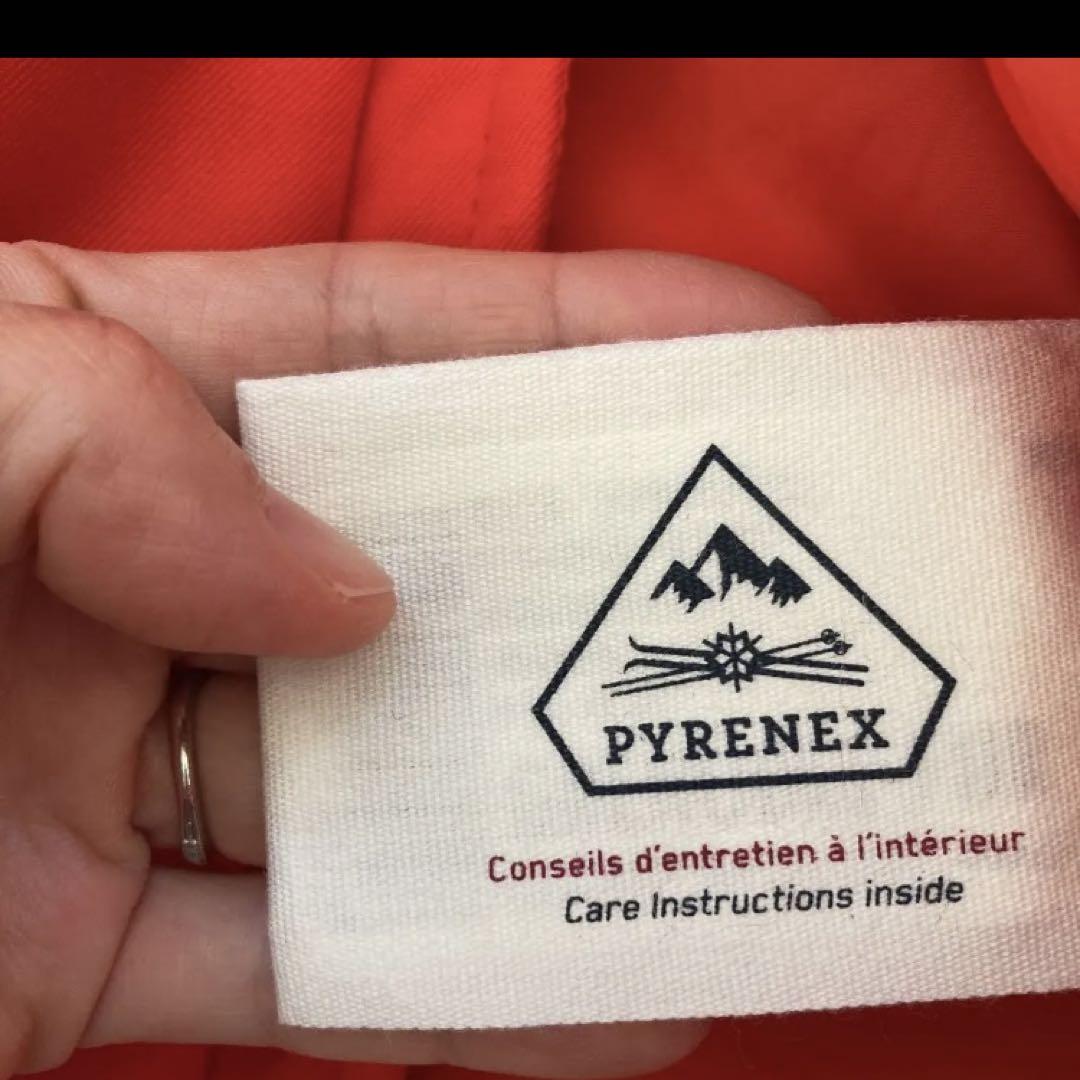 PYRENEX
Conseils d'entretien à l'intérieur
Care Instructions inside